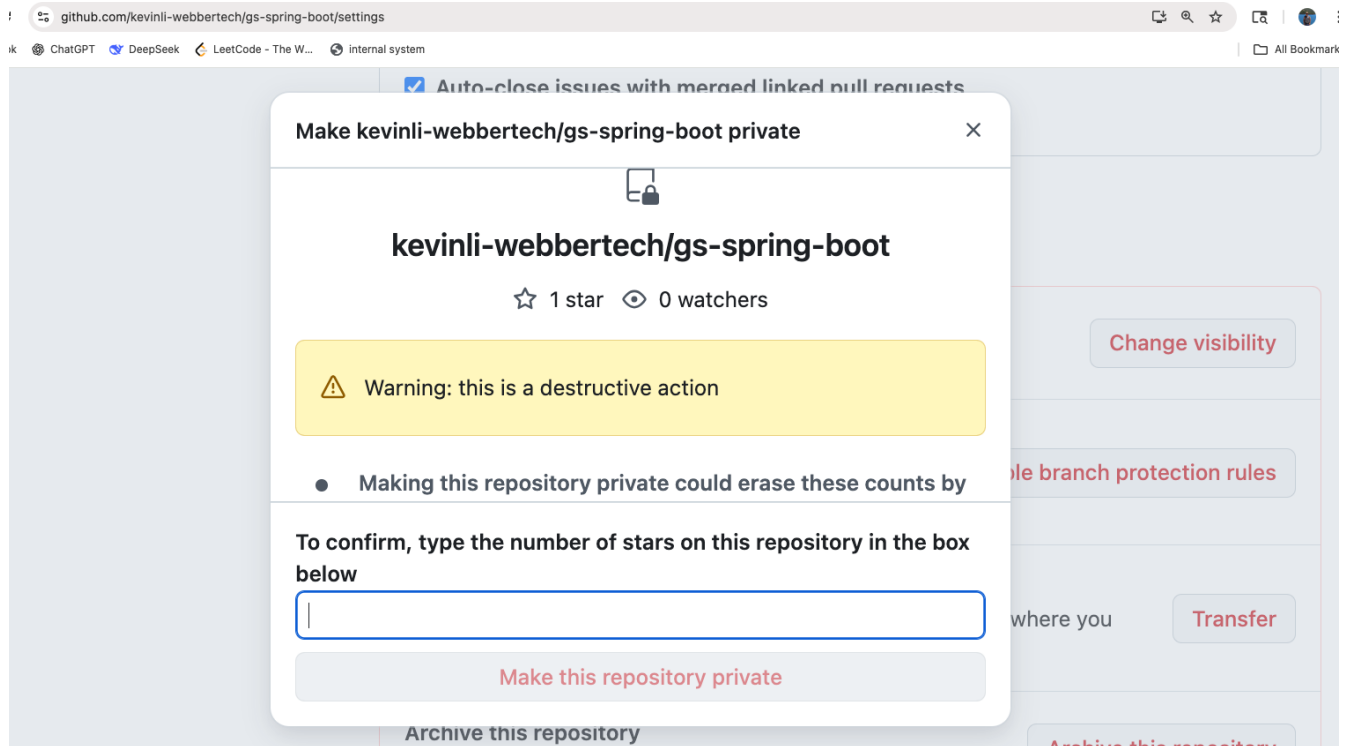 github.com/kevinli-webbertech/gs-spring-boot/settings
ok ChatGPT DeepSeek LeetCode - The W... internal system All Bookmark
Auto-close issues with merged linked pull requests
Make kevinli-webbertech/gs-spring-boot private
kevinli-webbertech/gs-spring-boot
1 star 0 watchers
Warning: this is a destructive action
Change visibility
Making this repository private could erase these counts by
ble branch protection rules
To confirm, type the number of stars on this repository in the box
below
where you Transfer
Make this repository private
Archive this repository
Archive this repository